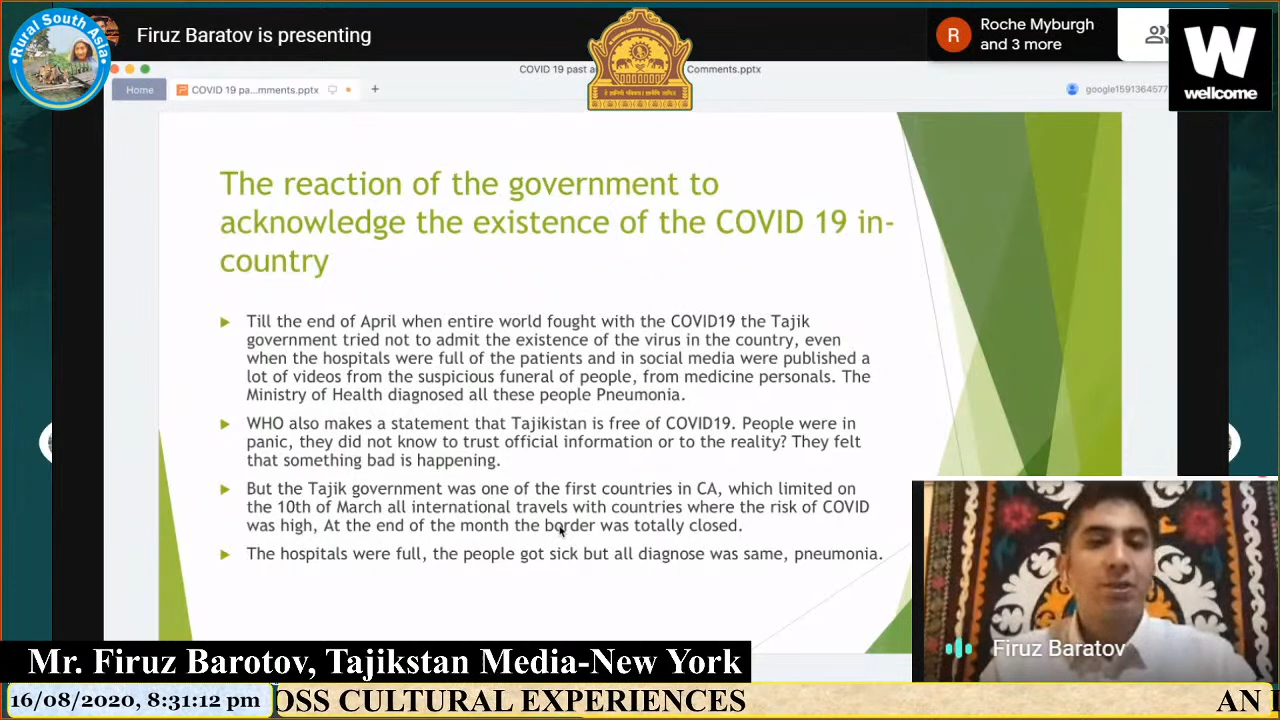 Rural South Asia
Firuz Baratov is presenting
R
Roche Myburgh
and 3 more
W
wellcome
COVID 19 past a
Comments.pptx
Home
COVID 19 pa...mments.pptx
+
google1591364577
The reaction of the government to
acknowledge the existence of the COVID 19 in-
country
Till the end of April when entire world fought with the COVID19 the Tajik
government tried not to admit the existence of the virus in the country, even
when the hospitals were full of the patients and in social media were published a
lot of videos from the suspicious funeral of people, from medicine personals. The
Ministry of Health diagnosed all these people Pneumonia.
WHO also makes a statement that Tajikistan is free of COVID19. People were in
panic, they did not know to trust official information or to the reality? They felt
that something bad is happening.
But the Tajik government was one of the first countries in CA, which limited on
the 10th of March all international travels with countries where the risk of COVID
was high, At the end of the month the border was totally closed.
The hospitals were full, the people got sick but all diagnose was same, pneumonia.
Firuz Baratov
Mr. Firuz Barotov, Tajikstan Media-New York
16/08/2020, 8:31:12 pm
OSS CULTURAL EXPERIENCES
AN